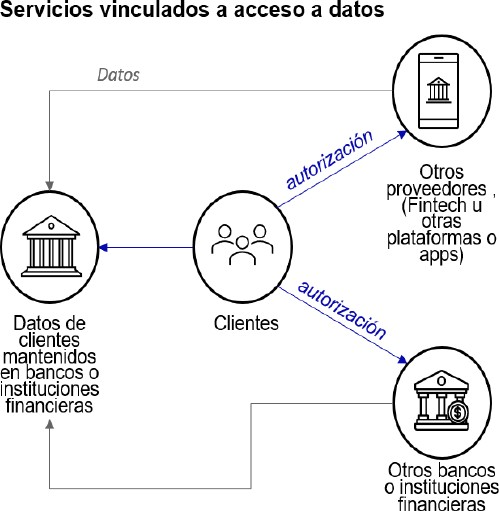 Servicios vinculados a acceso a datos
Datos
autorización
Otros
proveedores ,
(Fintech u
otras
plataformas o
apps)
Clientes
autorización
Datos de
clientes
mantenidos
en bancos o
instituciones
financieras
$
Otros bancos
o instituciones
financieras